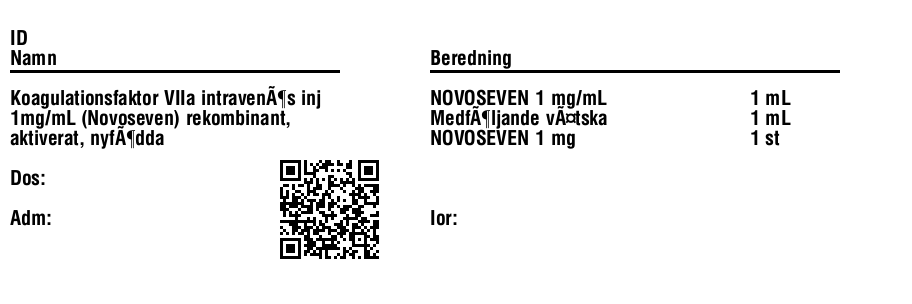 ID
Namn
Koagulationsfaktor VIIa intravenÃ¶s inj
1mg/mL (Novoseven) rekombinant,
aktiverat, nyfÃ¶dda
Dos:
Adm:
Beredning
NOVOSEVEN 1 mg/mL 1 mL
MedfÃ¶ljande vÃ¤tska 1 mL
NOVOSEVEN 1 mg 1 st
Ior: